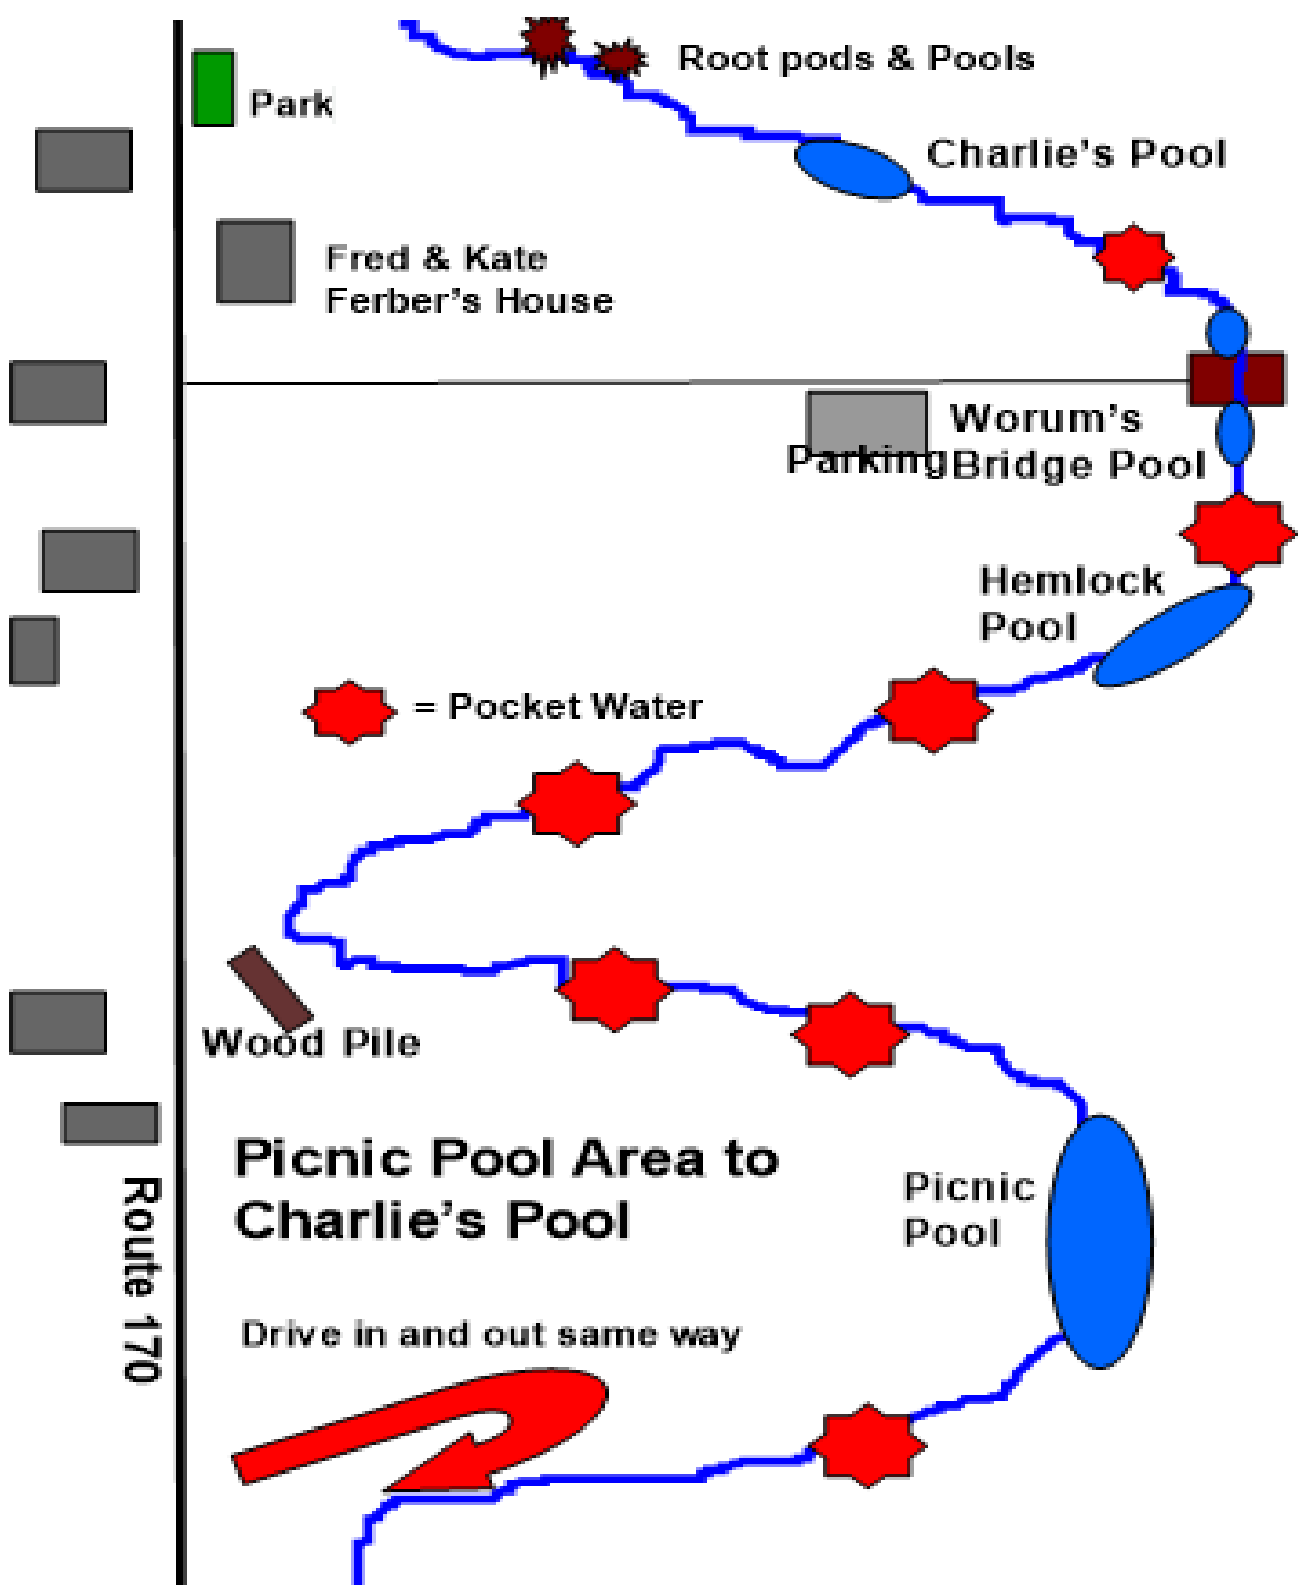 Root pods & Pools
Park
Charlie's Pool
Fred & Kate
Ferber's House
Worum's
Bridge Pool
Parking
Hemlock
Pool
= Pocket Water
Wood Pile
Picnic Pool Area to
Charlie's Pool
Picnic
Pool
Route 170
Drive in and out same way